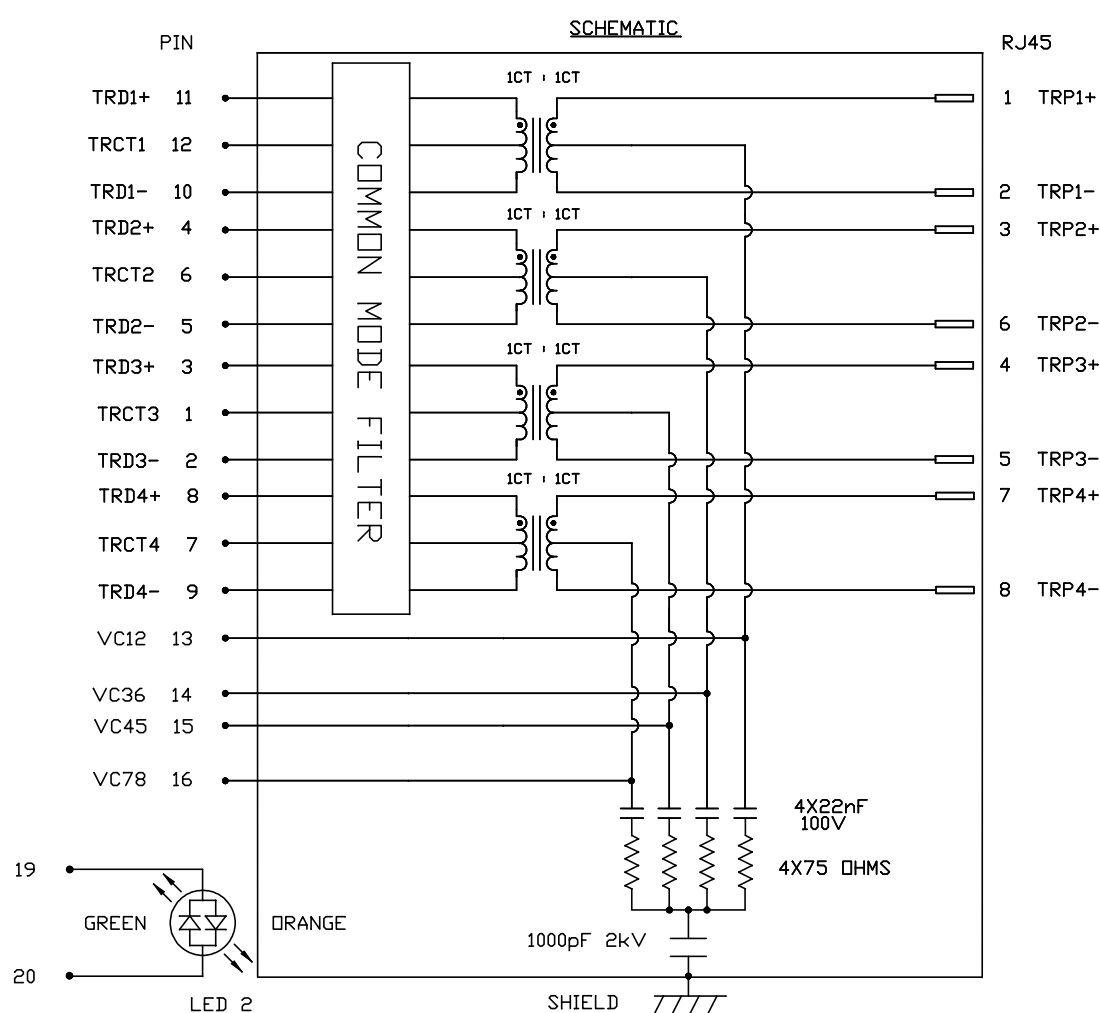 SCHEMATIC
PIN
RJ45
1CT : 1CT
TRD1+ 11
1 TRP1+
TRCT1 12
TRD1- 10
2 TRP1-
1CT : 1CT
TRD2+ 4
3 TRP2+
TRCT2 6
TRD2- 5
6 TRP2-
1CT : 1CT
TRD3+ 3
4 TRP3+
TRCT3 1
TRD3- 2
5 TRP3-
1CT : 1CT
TRD4+ 8
7 TRP4+
TRCT4 7
TRD4- 9
8 TRP4-
COMMON MODE FILTER
VC12 13
VC36 14
VC45 15
VC78 16
4X22nF
100V
4X75 OHMS
19
GREEN
ORANGE
1000pF 2kV
20
LED 2
SHIELD